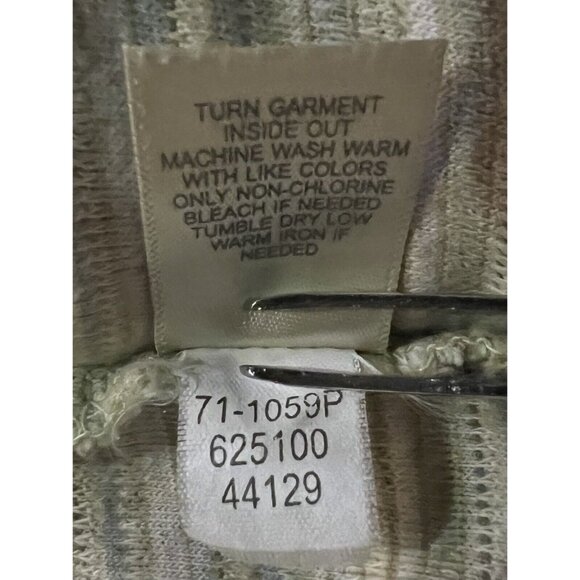 TURN GARMENT
INSIDE OUT
MACHINE WASH WARM
WITH LIKE COLORS
ONLY NON-CHLORINE
BLEACH IF NEEDED
TUMBLE DRY LOW
WARM IRON IF
NEEDED
71-1059P
625100
44129